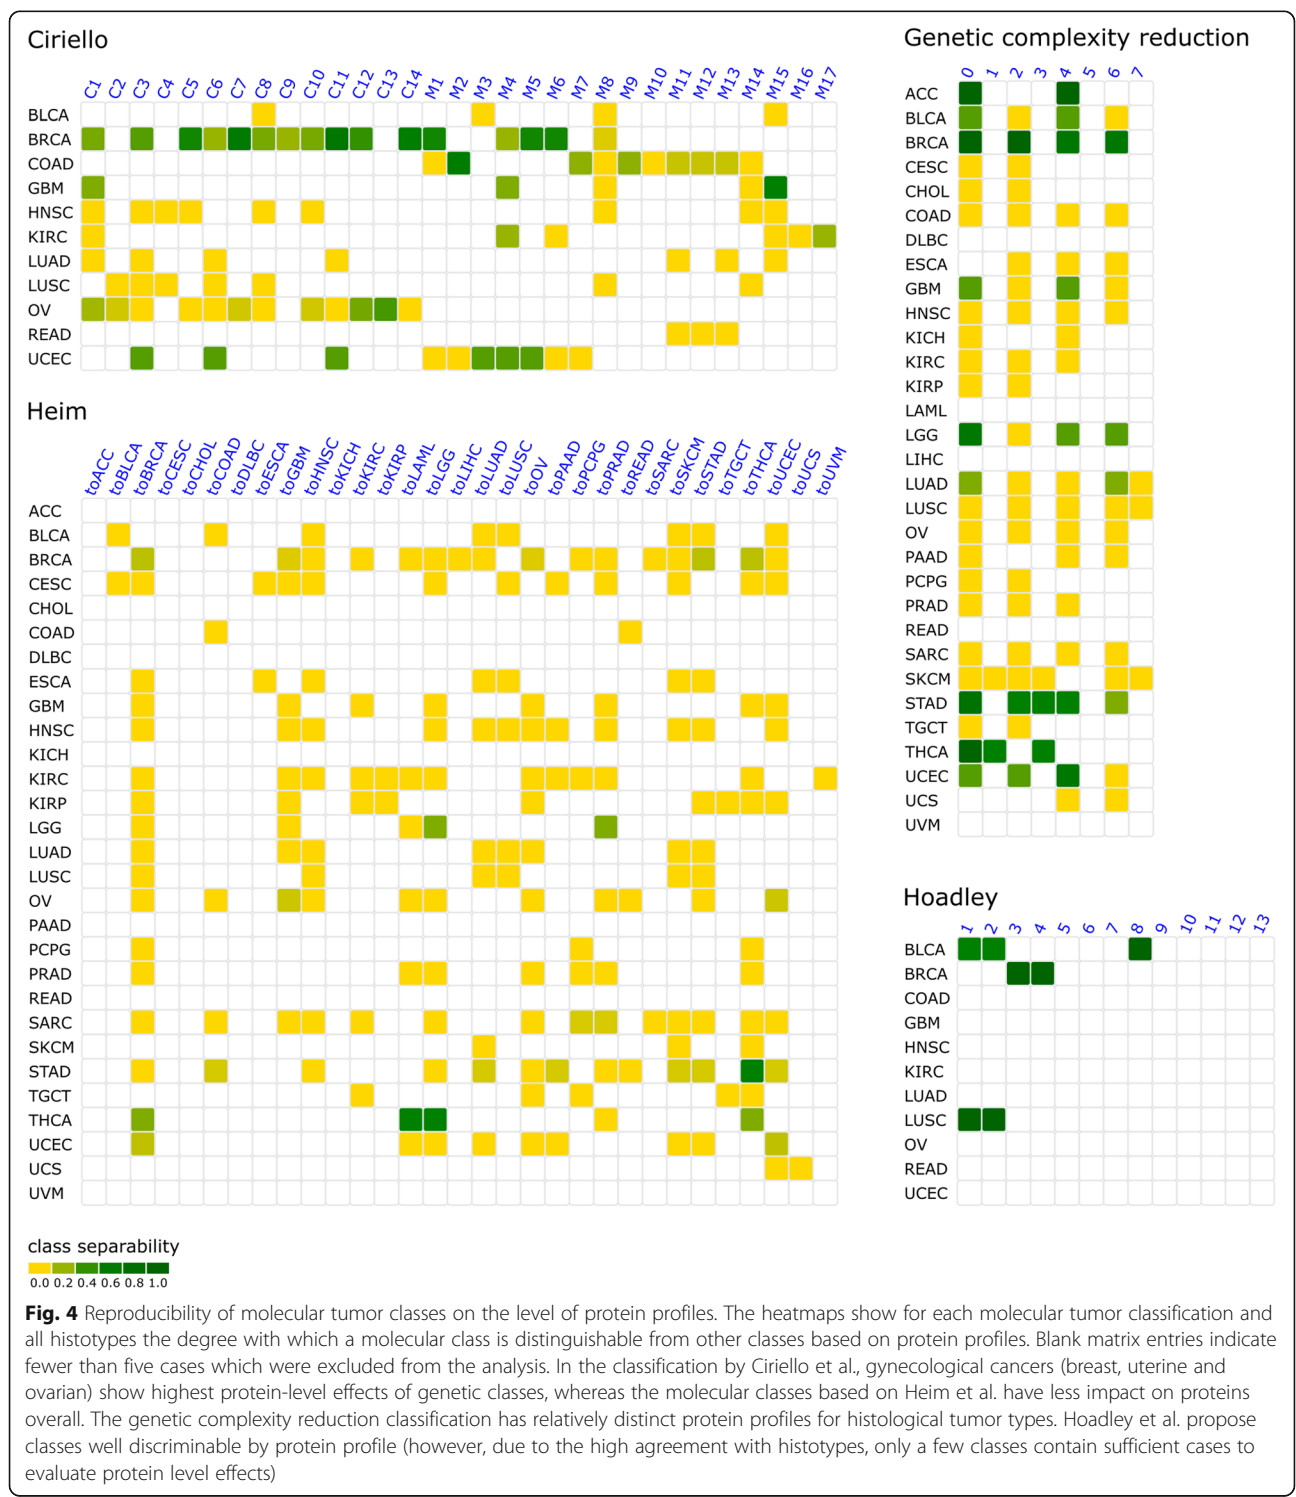 Ciriello
C1 C2 C3 C4 C5 C6 C7 C8 C9 C10 C11 C12 C13 C14 M1 M2 M3 M4 M5 M6 M7 M8 M9 M10 M11 M12 M13 M14 M15 M16 M17
BLCA
BRCA
COAD
GBM
HNSC
KIRC
LUAD
LUSC
OV
READ
UCEC
Heim
toACC toBLCA toBRCA toCESC toCHOL toCOAD toDLBC toESCA toGBM toHNSC toKICH toKIRC toKIRP toLAML toLGG toLIHC toLUAD toLUSC toOV toPAAD toPCPG toPRAD toREAD toSARC toSKCM toSTAD toTGCT toTHCA toUCEC toUCS toUVM
ACC
BLCA
BRCA
CESC
CHOL
COAD
DLBC
ESCA
GBM
HNSC
KICH
KIRC
KIRP
LGG
LUAD
LUSC
OV
PAAD
PCPG
PRAD
READ
SARC
SKCM
STAD
TGCT
THCA
UCEC
UCS
UVM
Genetic complexity reduction
0 1 2 3 4 5 6 7
ACC
BLCA
BRCA
CESC
CHOL
COAD
DLBC
ESCA
GBM
HNSC
KICH
KIRC
KIRP
LAML
LGG
LIHC
LUAD
LUSC
OV
PAAD
PCPG
PRAD
READ
SARC
SKCM
STAD
TGCT
THCA
UCEC
UCS
UVM
Hoadley
1 2 3 4 5 6 7 8 9 10 11 12 13
BLCA
BRCA
COAD
GBM
HNSC
KIRC
LUAD
LUSC
OV
READ
UCEC
class separability
0.0 0.2 0.4 0.6 0.8 1.0
Fig. 4 Reproducibility of molecular tumor classes on the level of protein profiles. The heatmaps show for each molecular tumor classification and
all histotypes the degree with which a molecular class is distinguishable from other classes based on protein profiles. Blank matrix entries indicate
fewer than five cases which were excluded from the analysis. In the classification by Ciriello et al., gynecological cancers (breast, uterine and
ovarian) show highest protein-level effects of genetic classes, whereas the molecular classes based on Heim et al. have less impact on proteins
overall. The genetic complexity reduction classification has relatively distinct protein profiles for histological tumor types. Hoadley et al. propose
classes well discriminable by protein profile (however, due to the high agreement with histotypes, only a few classes contain sufficient cases to
evaluate protein level effects)